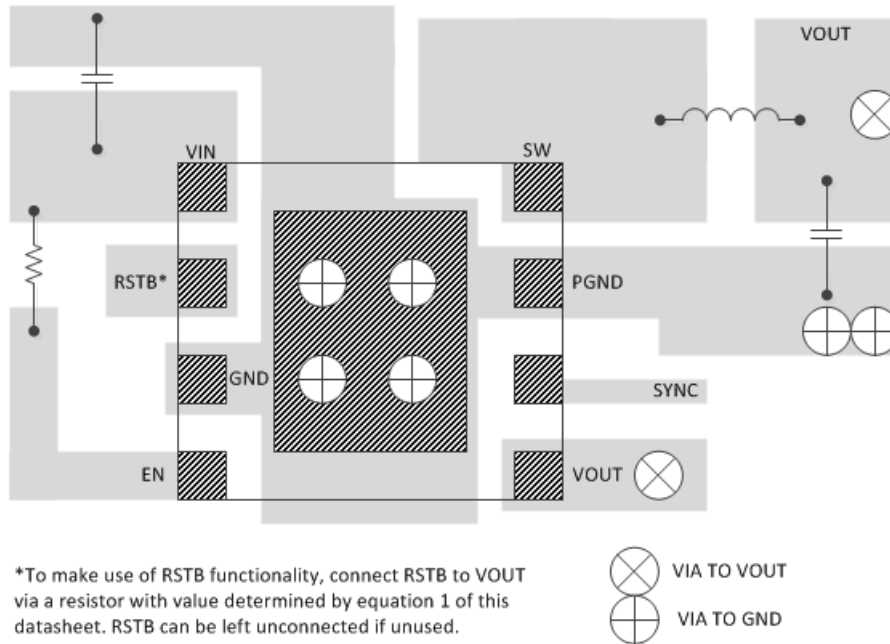 VOUT
VIN
SW
RSTB*
PGND
GND
SYNC
EN
VOUT
*To make use of RSTB functionality, connect RSTB to VOUT
via a resistor with value determined by equation 1 of this
datasheet. RSTB can be left unconnected if unused.
VIA TO VOUT
VIA TO GND